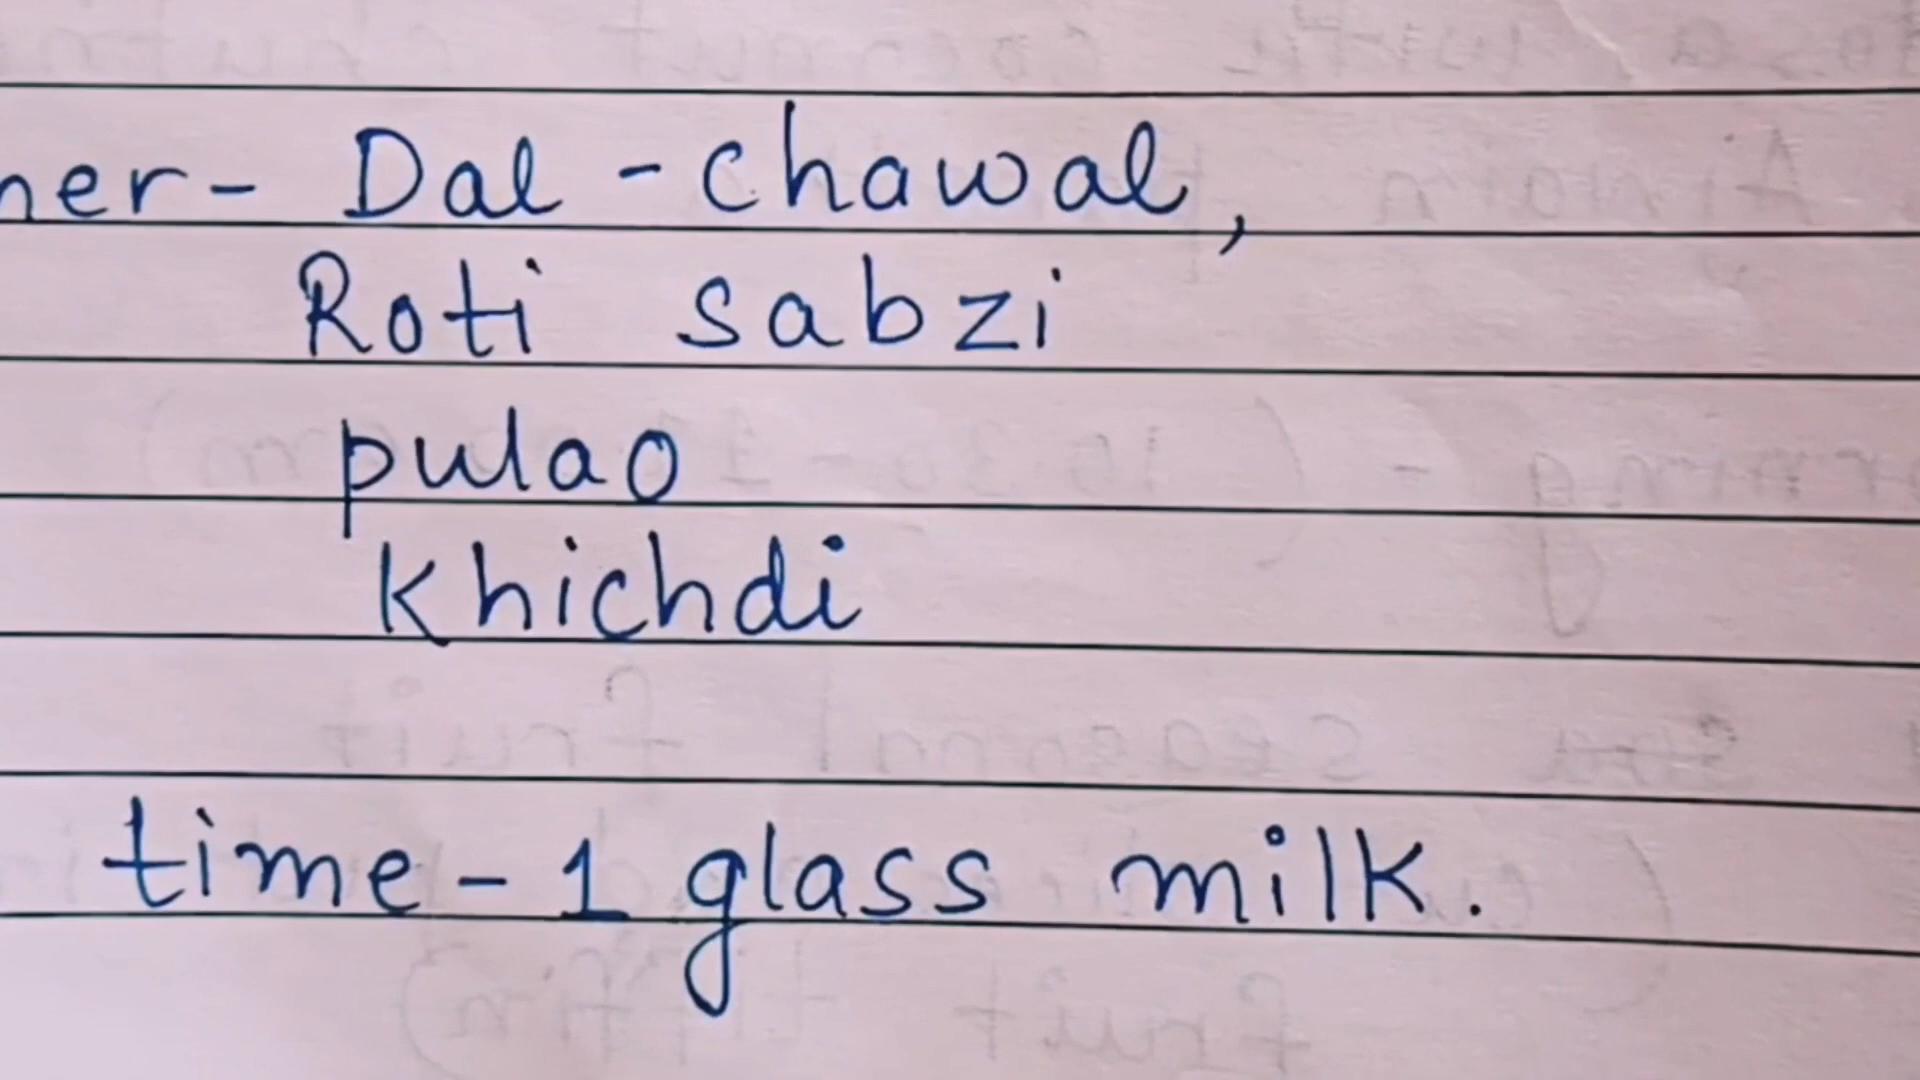 ner- Dal - chawal,
Roti sabzi
pulao
Khichdi
time - 1 glass milk.